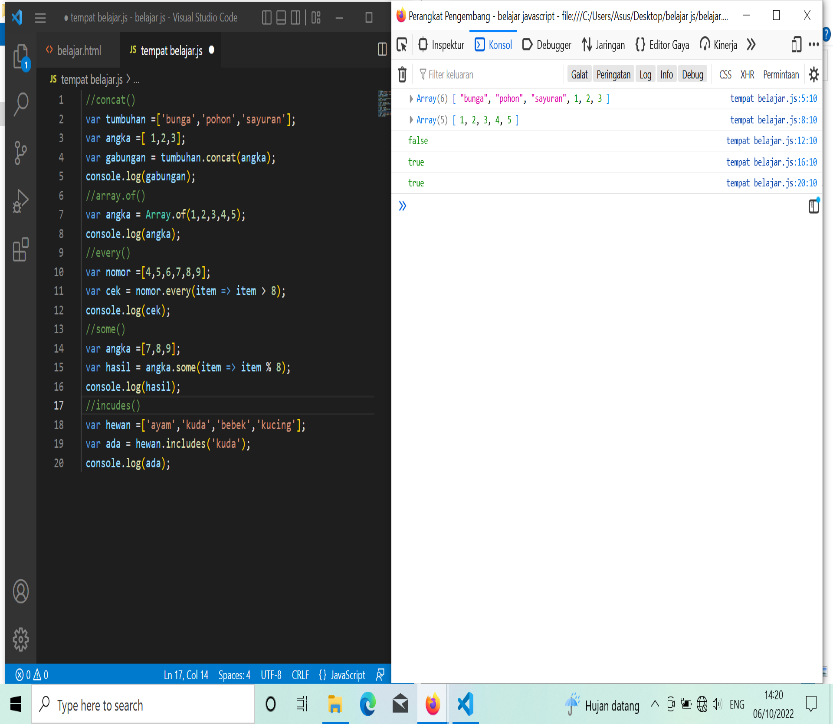 tempat belajar.js - belajar js - Visual Studio Code
belajar.html
JS tempat belajar.js
JS tempat belajar.js > ...
1 //concat()
2 var tumbuhan =['bunga','pohon','sayuran'];
3 var angka =[ 1,2,3];
4 var gabungan = tumbuhan.concat(angka);
5 console.log(gabungan);
6 //array.of()
7 var angka = Array.of(1,2,3,4,5);
8 console.log(angka);
9 //every()
10 var nomor =[4,5,6,7,8,9];
11 var cek = nomor.every(item => item > 8);
12 console.log(cek);
13 //some()
14 var angka =[7,8,9];
15 var hasil = angka.some(item => item % 8);
16 console.log(hasil);
17 //incudes()
18 var hewan =['ayam','kuda','bebek','kucing'];
19 var ada = hewan.includes('kuda');
20 console.log(ada);
1
0 0
Ln 17, Col 14 Spaces: 4 UTF-8 CRLF {} JavaScript
Perangkat Pengembang - belajar javascript - file:///C:/Users/Asus/Desktop/belajar js/belajar....
Inspektur Konsol Debugger Jaringan {} Editor Gaya Kinerja
Filter keluaran Galat Peringatan Log Info Debug CSS XHR Permintaan
Array(6) [ "bunga", "pohon", "sayuran", 1, 2, 3 ] tempat belajar.js:5:10
Array(5) [ 1, 2, 3, 4, 5 ] tempat belajar.js:8:10
false tempat belajar.js:12:10
true tempat belajar.js:16:10
true tempat belajar.js:20:10
Type here to search
Hujan datang
ENG
14:20
06/10/2022